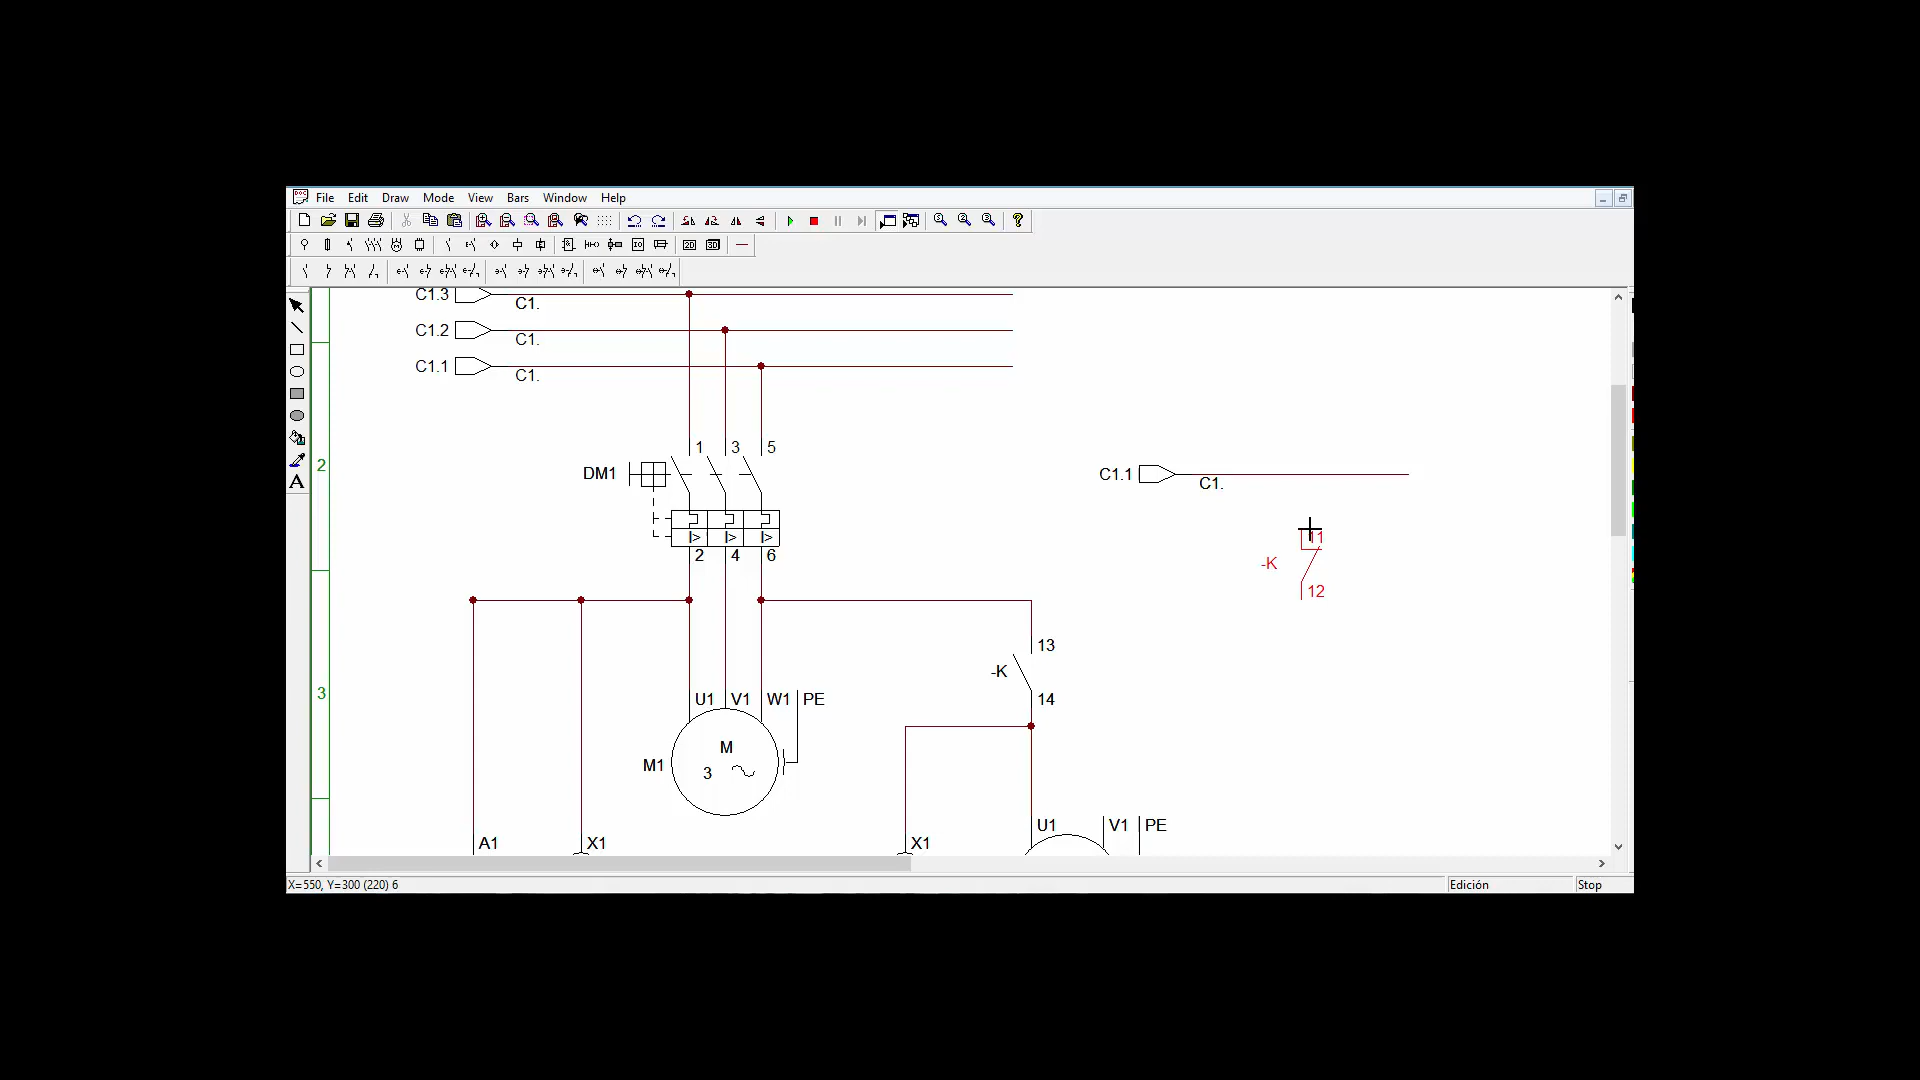 File Edit Draw Mode View Bars Window Help
C1.3
C1.
C1.2
C1.
C1.1
C1.
1 3 5
DM1
2
C1.1
C1.
I> I> I>
2 4 6
11
-K
12
13
-K
14
3
U1 V1 W1 PE
M
M1
3
U1 V1 PE
A1 X1 X1
X=550, Y=300 (220) 6
Edición
Stop